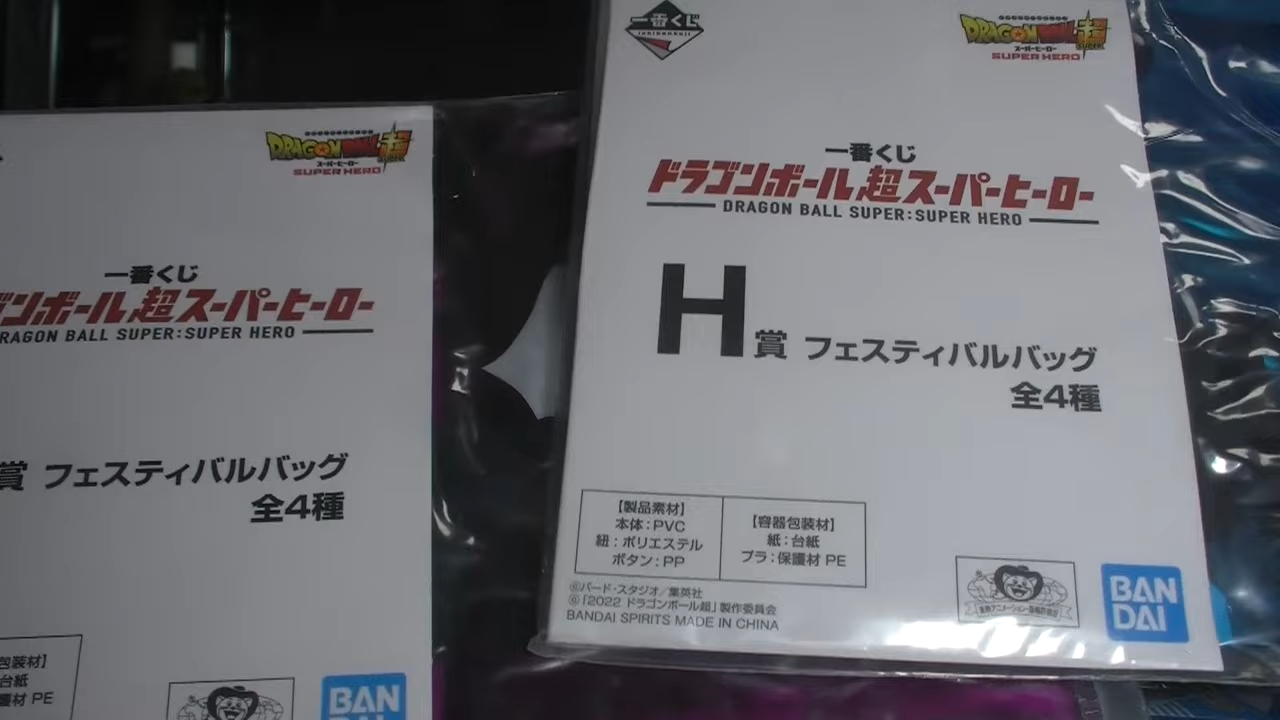 DRAGON BALL 超
SUPER
スーパーヒーロー
SUPER HERO
一番くじ
ゴンボール 超 スーパーヒーロー
RAGON BALL SUPER:SUPER HERO
賞 フェスティバルバッグ
全4種
包装材】
台紙
護材 PE
BAN
DAI
一番くじ
ichibankuji
DRAGON BALL 超
SUPER
スーパーヒーロー
SUPER HERO
一番くじ
ドラゴンボール 超 スーパーヒーロー
DRAGON BALL SUPER:SUPER HERO
H賞 フェスティバルバッグ
全4種
【製品素材】
本体:PVC
紐:ポリエステル
ボタン:PP
【容器包装材】
紙:台紙
プラ:保護材 PE
©バード・スタジオ/集英社
©「2022 ドラゴンボール超」製作委員会
BANDAI SPIRITS MADE IN CHINA
BAN
DAI